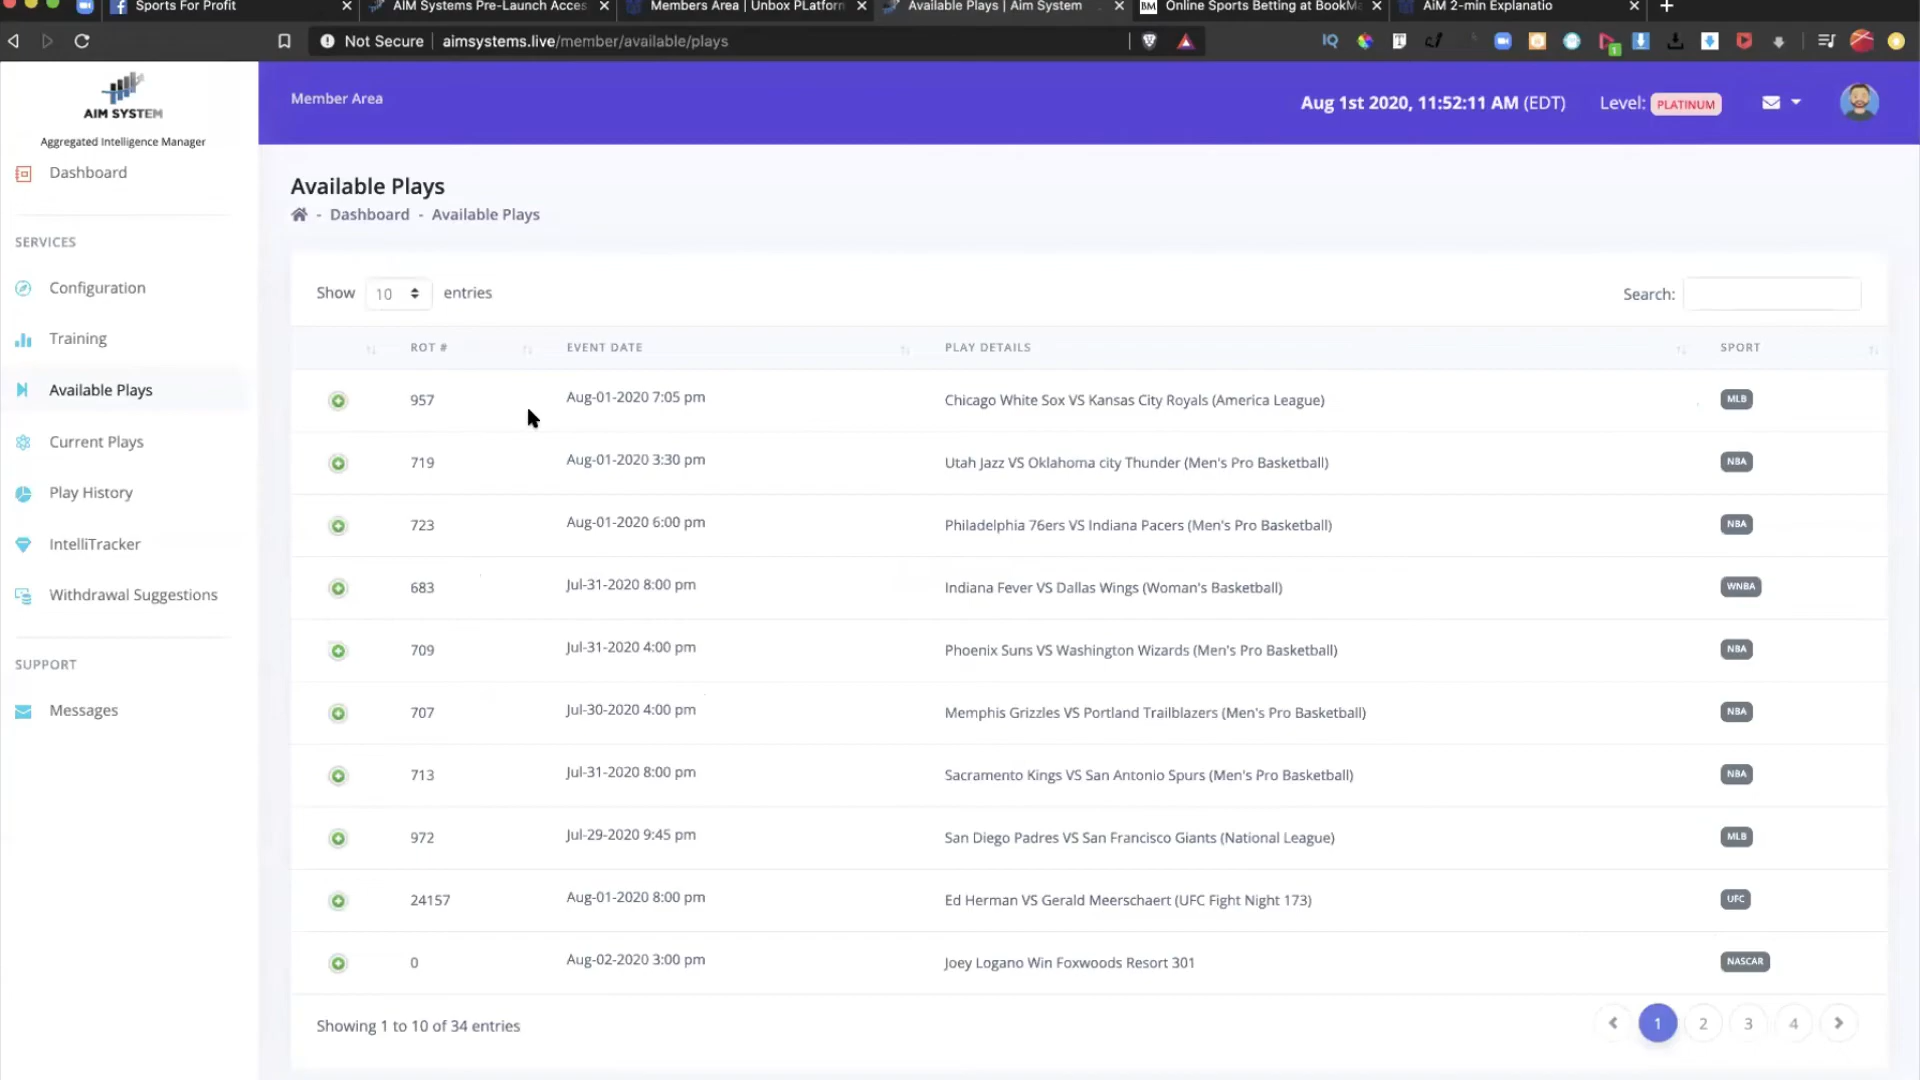 Sports For Profit
AIM Systems Pre-Launch Acces
Members Area | Unbox PLatform
Available Plays | Aim System
BM Online Sports Betting at BookMa
AiM 2-min Explanatio
Not Secure | aimsystems.live/member/available/plays
IQ
AIM SYSTEM
Aggregated Intelligence Manager
Dashboard
SERVICES
Configuration
Training
Available Plays
Current Plays
Play History
IntelliTracker
Withdrawal Suggestions
SUPPORT
Messages
Member Area
Aug 1st 2020, 11:52:11 AM (EDT)
Level: PLATINUM
Available Plays
- Dashboard - Available Plays
Show 10 entries
Search:
ROT # EVENT DATE PLAY DETAILS SPORT
957 Aug-01-2020 7:05 pm Chicago White Sox VS Kansas City Royals (America League) MLB
719 Aug-01-2020 3:30 pm Utah Jazz VS Oklahoma city Thunder (Men's Pro Basketball) NBA
723 Aug-01-2020 6:00 pm Philadelphia 76ers VS Indiana Pacers (Men's Pro Basketball) NBA
683 Jul-31-2020 8:00 pm Indiana Fever VS Dallas Wings (Woman's Basketball) WNBA
709 Jul-31-2020 4:00 pm Phoenix Suns VS Washington Wizards (Men's Pro Basketball) NBA
707 Jul-30-2020 4:00 pm Memphis Grizzles VS Portland Trailblazers (Men's Pro Basketball) NBA
713 Jul-31-2020 8:00 pm Sacramento Kings VS San Antonio Spurs (Men's Pro Basketball) NBA
972 Jul-29-2020 9:45 pm San Diego Padres VS San Francisco Giants (National League) MLB
24157 Aug-01-2020 8:00 pm Ed Herman VS Gerald Meerschaert (UFC Fight Night 173) UFC
0 Aug-02-2020 3:00 pm Joey Logano Win Foxwoods Resort 301 NASCAR
Showing 1 to 10 of 34 entries
1 2 3 4